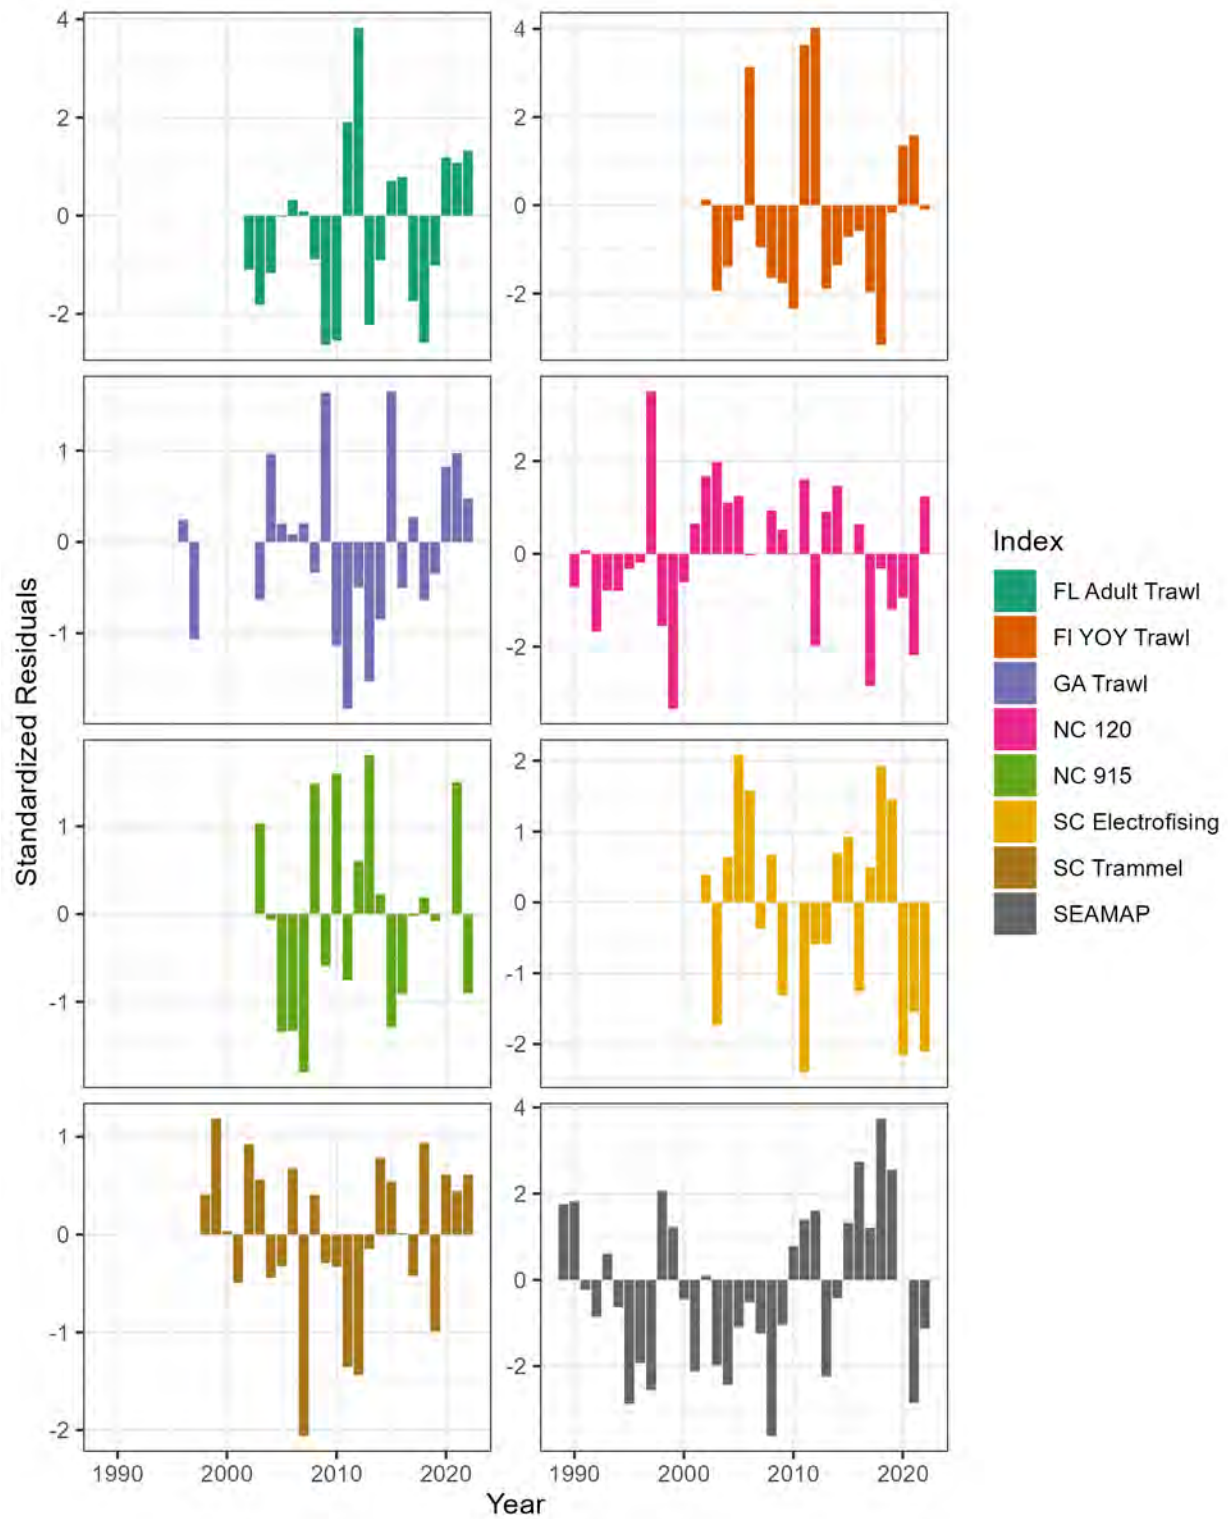 4
2
0
-2
4
2
0
-2
1
0
-1
2
0
-2
1
0
-1
2
1
0
-1
-2
1
0
-1
-2
4
2
0
-2
1990 2000 2010 2020
1990 2000 2010 2020
Standardized Residuals
Year
Index
FL Adult Trawl
FI YOY Trawl
GA Trawl
NC 120
NC 915
SC Electrofising
SC Trammel
SEAMAP